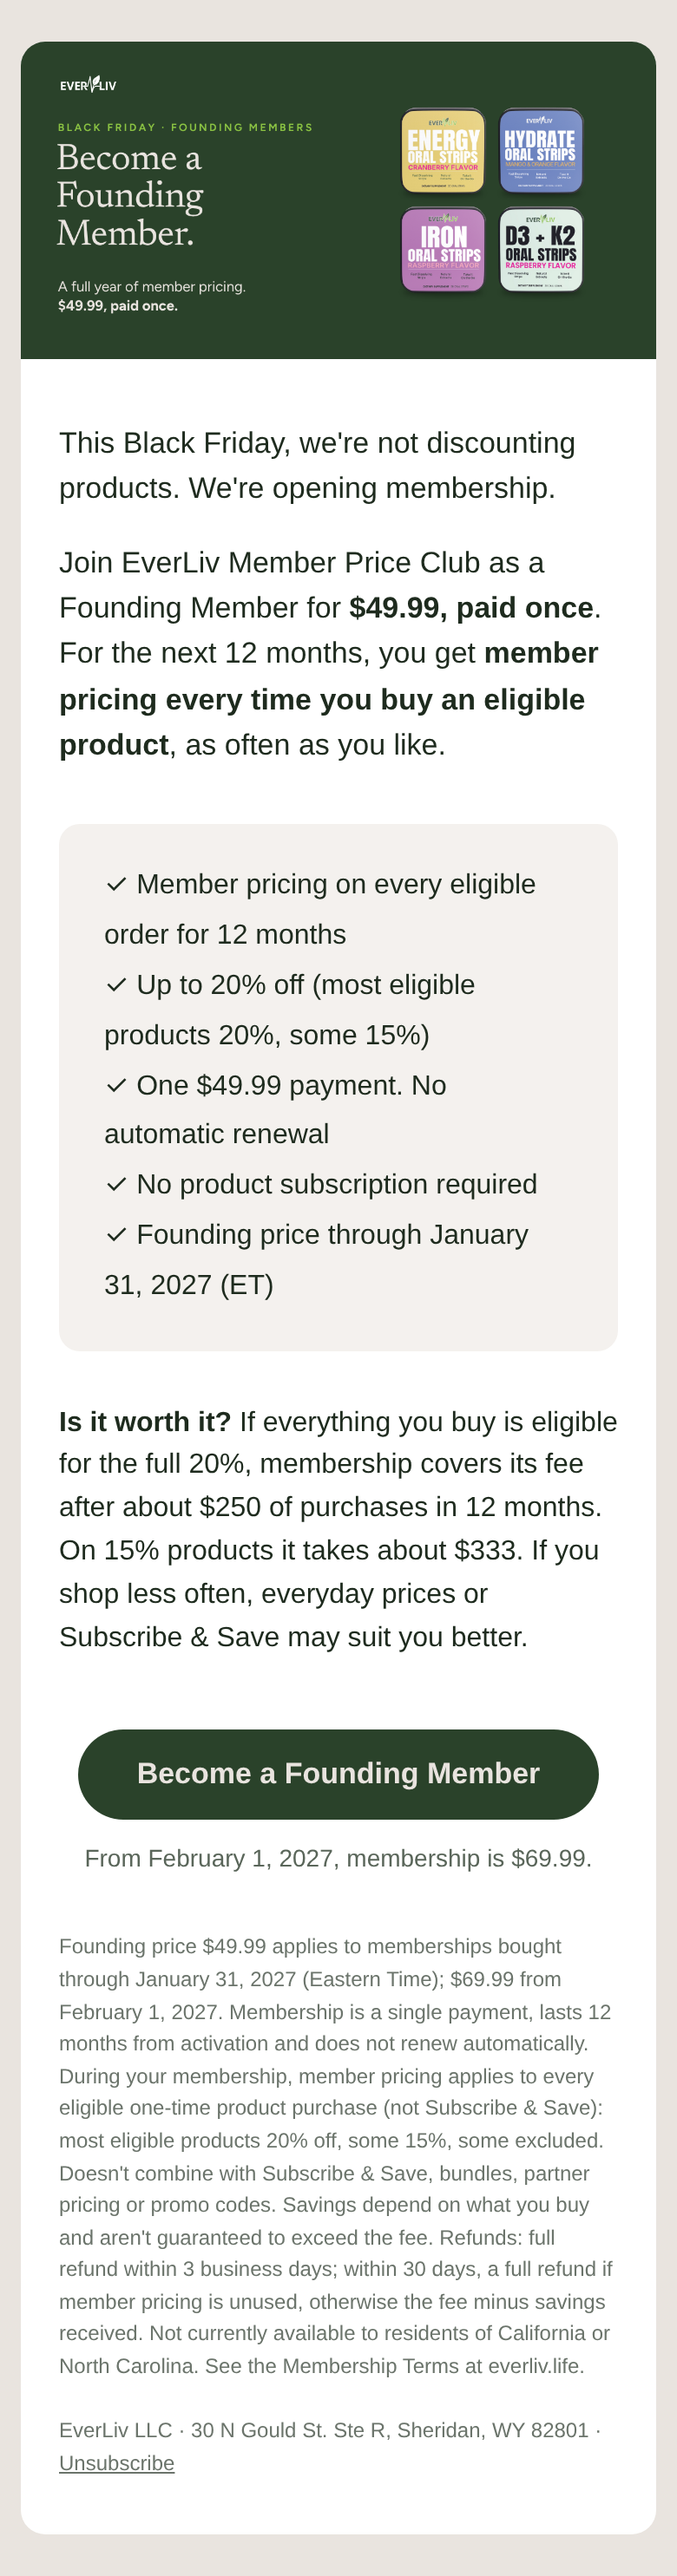 EVERLIV
BLACK FRIDAY · FOUNDING MEMBERS
Become a
Founding
Member.
A full year of member pricing.
$49.99, paid once.
ENERGY
ORAL STRIPS
CRANBERRY FLAVOR
EVERLIV
HYDRATE
ORAL STRIPS
MANGO & ORANGE FLAVOR
EVERLIV
IRON
ORAL STRIPS
RASPBERRY FLAVOR
EVERLIV
D3 + K2
ORAL STRIPS
RASPBERRY FLAVOR
This Black Friday, we're not discounting
products. We're opening membership.
Join EverLiv Member Price Club as a
Founding Member for $49.99, paid once.
For the next 12 months, you get member
pricing every time you buy an eligible
product, as often as you like.
✓ Member pricing on every eligible
order for 12 months
✓ Up to 20% off (most eligible
products 20%, some 15%)
✓ One $49.99 payment. No
automatic renewal
✓ No product subscription required
✓ Founding price through January
31, 2027 (ET)
Is it worth it? If everything you buy is eligible
for the full 20%, membership covers its fee
after about $250 of purchases in 12 months.
On 15% products it takes about $333. If you
shop less often, everyday prices or
Subscribe & Save may suit you better.
Become a Founding Member
From February 1, 2027, membership is $69.99.
Founding price $49.99 applies to memberships bought
through January 31, 2027 (Eastern Time); $69.99 from
February 1, 2027. Membership is a single payment, lasts 12
months from activation and does not renew automatically.
During your membership, member pricing applies to every
eligible one-time product purchase (not Subscribe & Save):
most eligible products 20% off, some 15%, some excluded.
Doesn't combine with Subscribe & Save, bundles, partner
pricing or promo codes. Savings depend on what you buy
and aren't guaranteed to exceed the fee. Refunds: full
refund within 3 business days; within 30 days, a full refund if
member pricing is unused, otherwise the fee minus savings
received. Not currently available to residents of California or
North Carolina. See the Membership Terms at everliv.life.
EverLiv LLC · 30 N Gould St. Ste R, Sheridan, WY 82801 ·
Unsubscribe